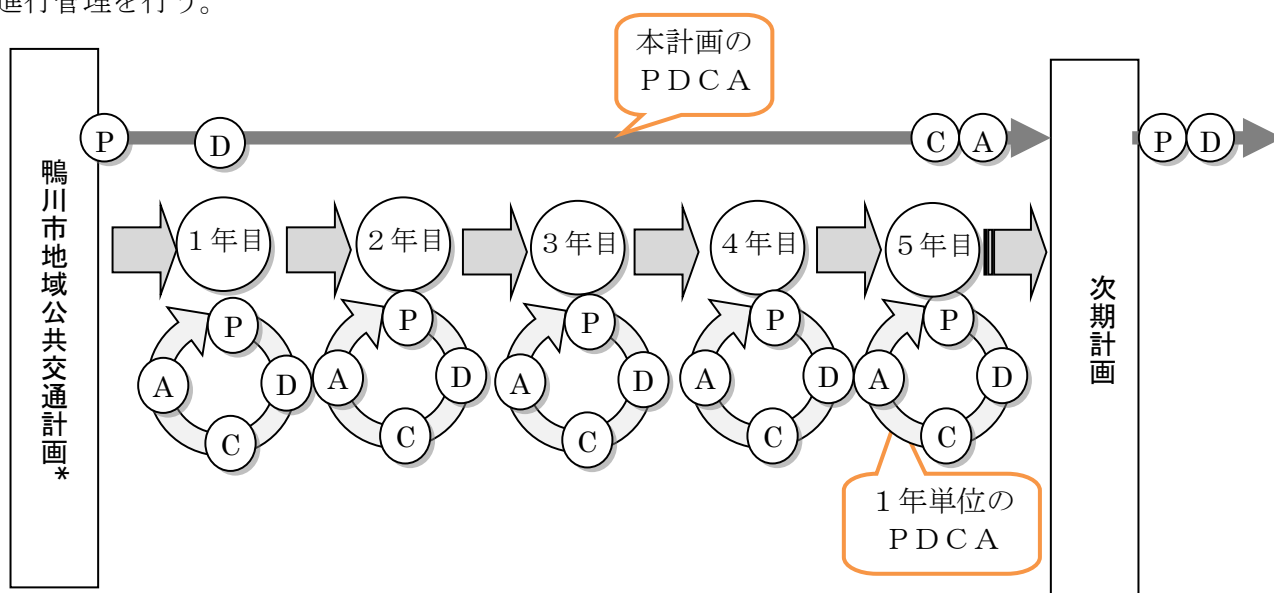 進行管理を行う。
本計画の
ＰＤＣＡ
P
D
C
A
P
D
鴨川市地域公共交通計画*
１年目
２年目
３年目
４年目
５年目
次期計画
P
D
C
A
P
D
C
A
P
D
C
A
P
D
C
A
P
D
C
A
１年単位の
ＰＤＣＡ